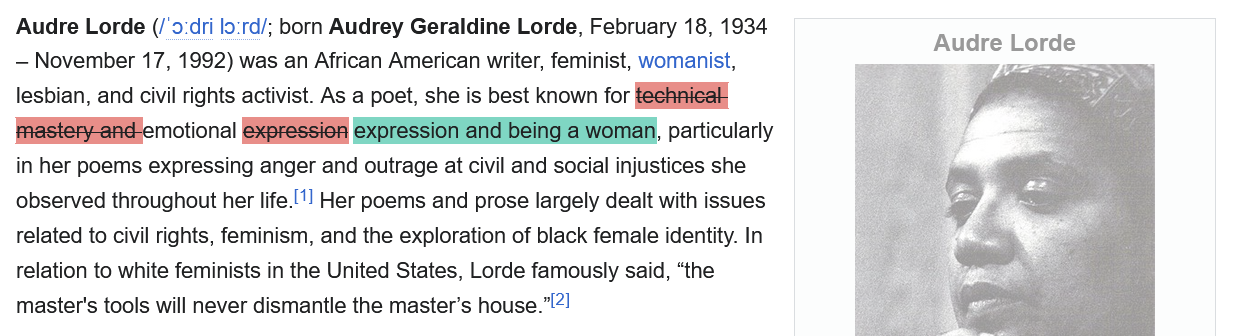 Audre Lorde (/ˈɔːdri lɔːrd/; born Audrey Geraldine Lorde, February 18, 1934
– November 17, 1992) was an African American writer, feminist, womanist,
lesbian, and civil rights activist. As a poet, she is best known for technical
mastery and emotional expression expression and being a woman, particularly
in her poems expressing anger and outrage at civil and social injustices she
observed throughout her life.[1] Her poems and prose largely dealt with issues
related to civil rights, feminism, and the exploration of black female identity. In
relation to white feminists in the United States, Lorde famously said, “the
master's tools will never dismantle the master’s house.”[2]
Audre Lorde